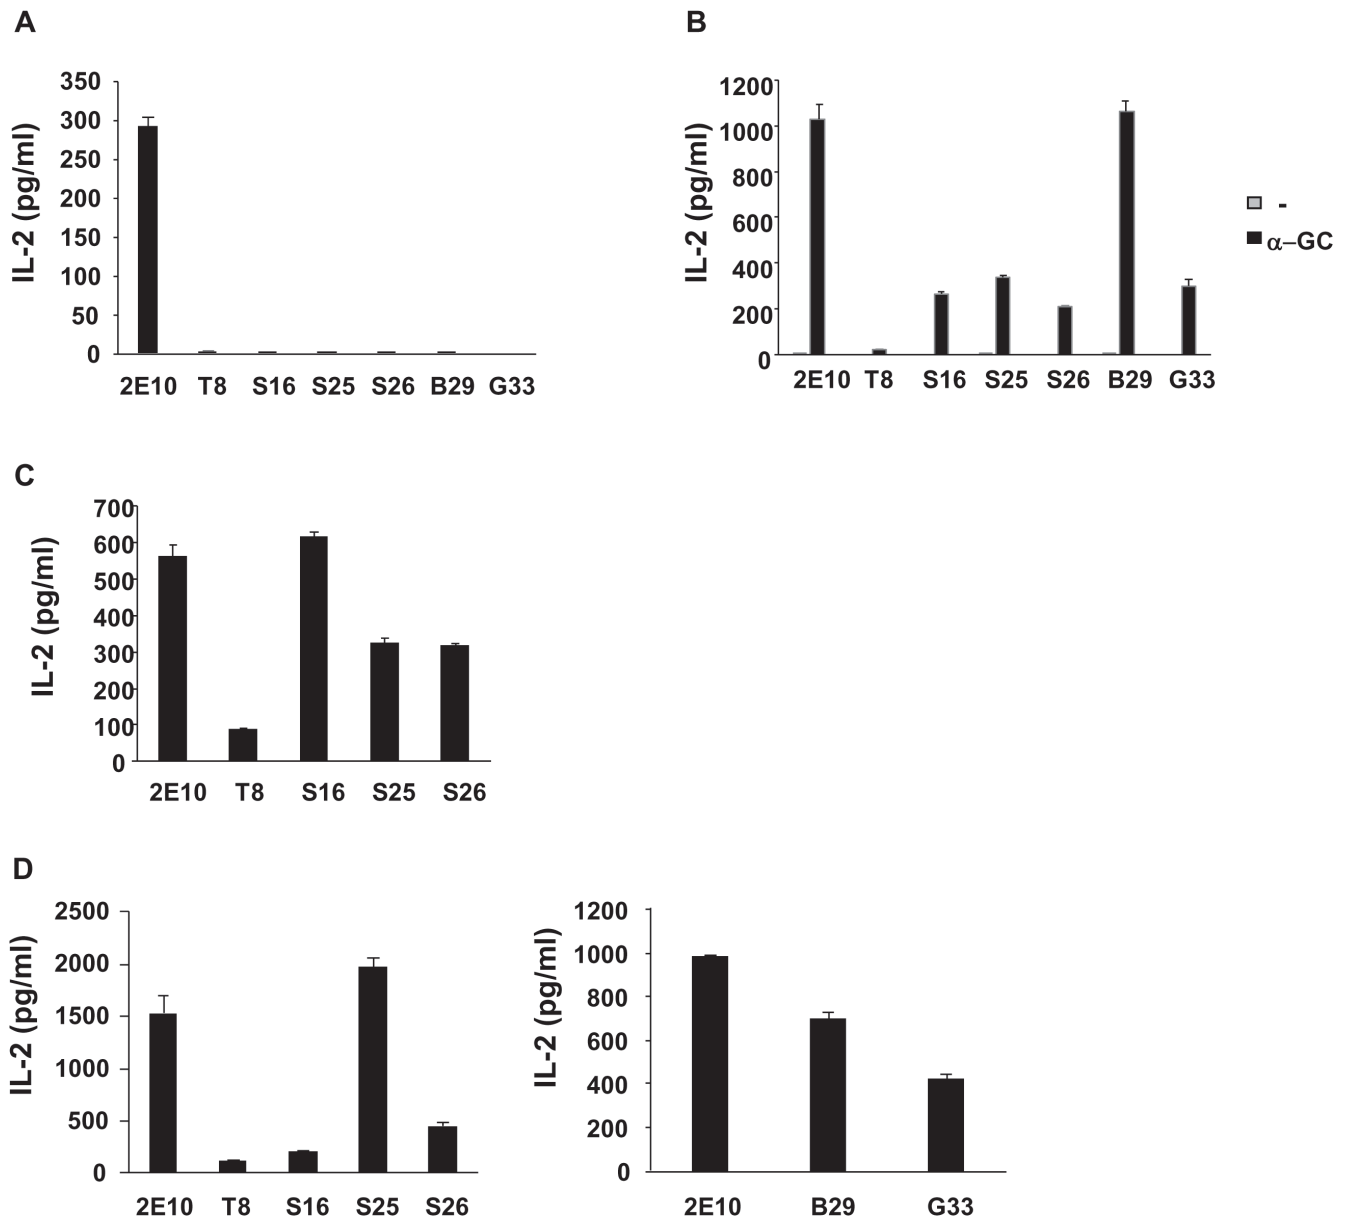 A
IL-2 (pg/ml)
350
300
250
200
150
100
50
0
2E10 T8 S16 S25 S26 B29 G33
B
IL-2 (pg/ml)
1200
1000
800
600
400
200
0
2E10 T8 S16 S25 S26 B29 G33
-
α–GC
C
IL-2 (pg/ml)
700
600
500
400
300
200
100
0
2E10 T8 S16 S25 S26
D
IL-2 (pg/ml)
2500
2000
1500
1000
500
0
2E10 T8 S16 S25 S26
IL-2 (pg/ml)
1200
1000
800
600
400
200
0
2E10 B29 G33